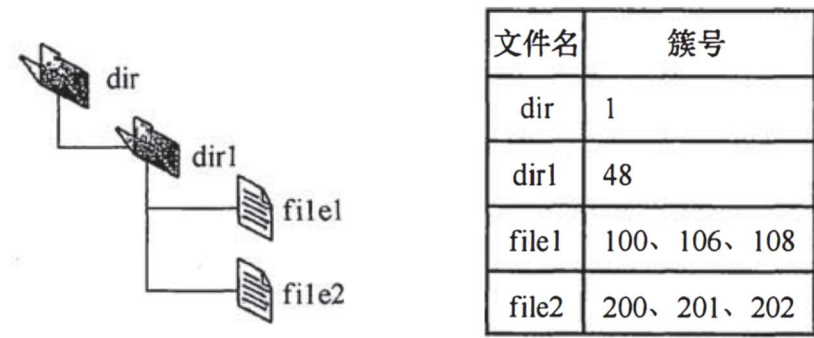 dir
dir1
file1
file2
文件名 簇号
dir 1
dir1 48
file1 100、106、108
file2 200、201、202